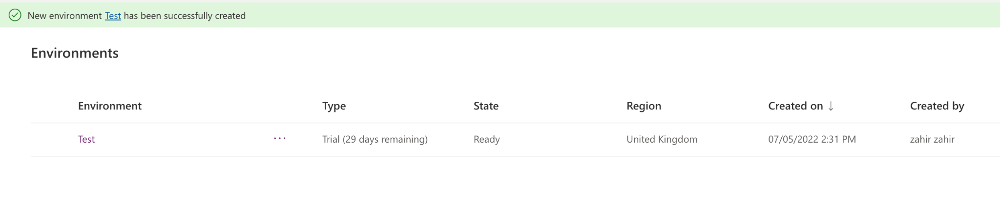 New environment Test has been successfully created
Environments
Environment Type State Region Created on ↓ Created by
Test ... Trial (29 days remaining) Ready United Kingdom 07/05/2022 2:31 PM zahir zahir